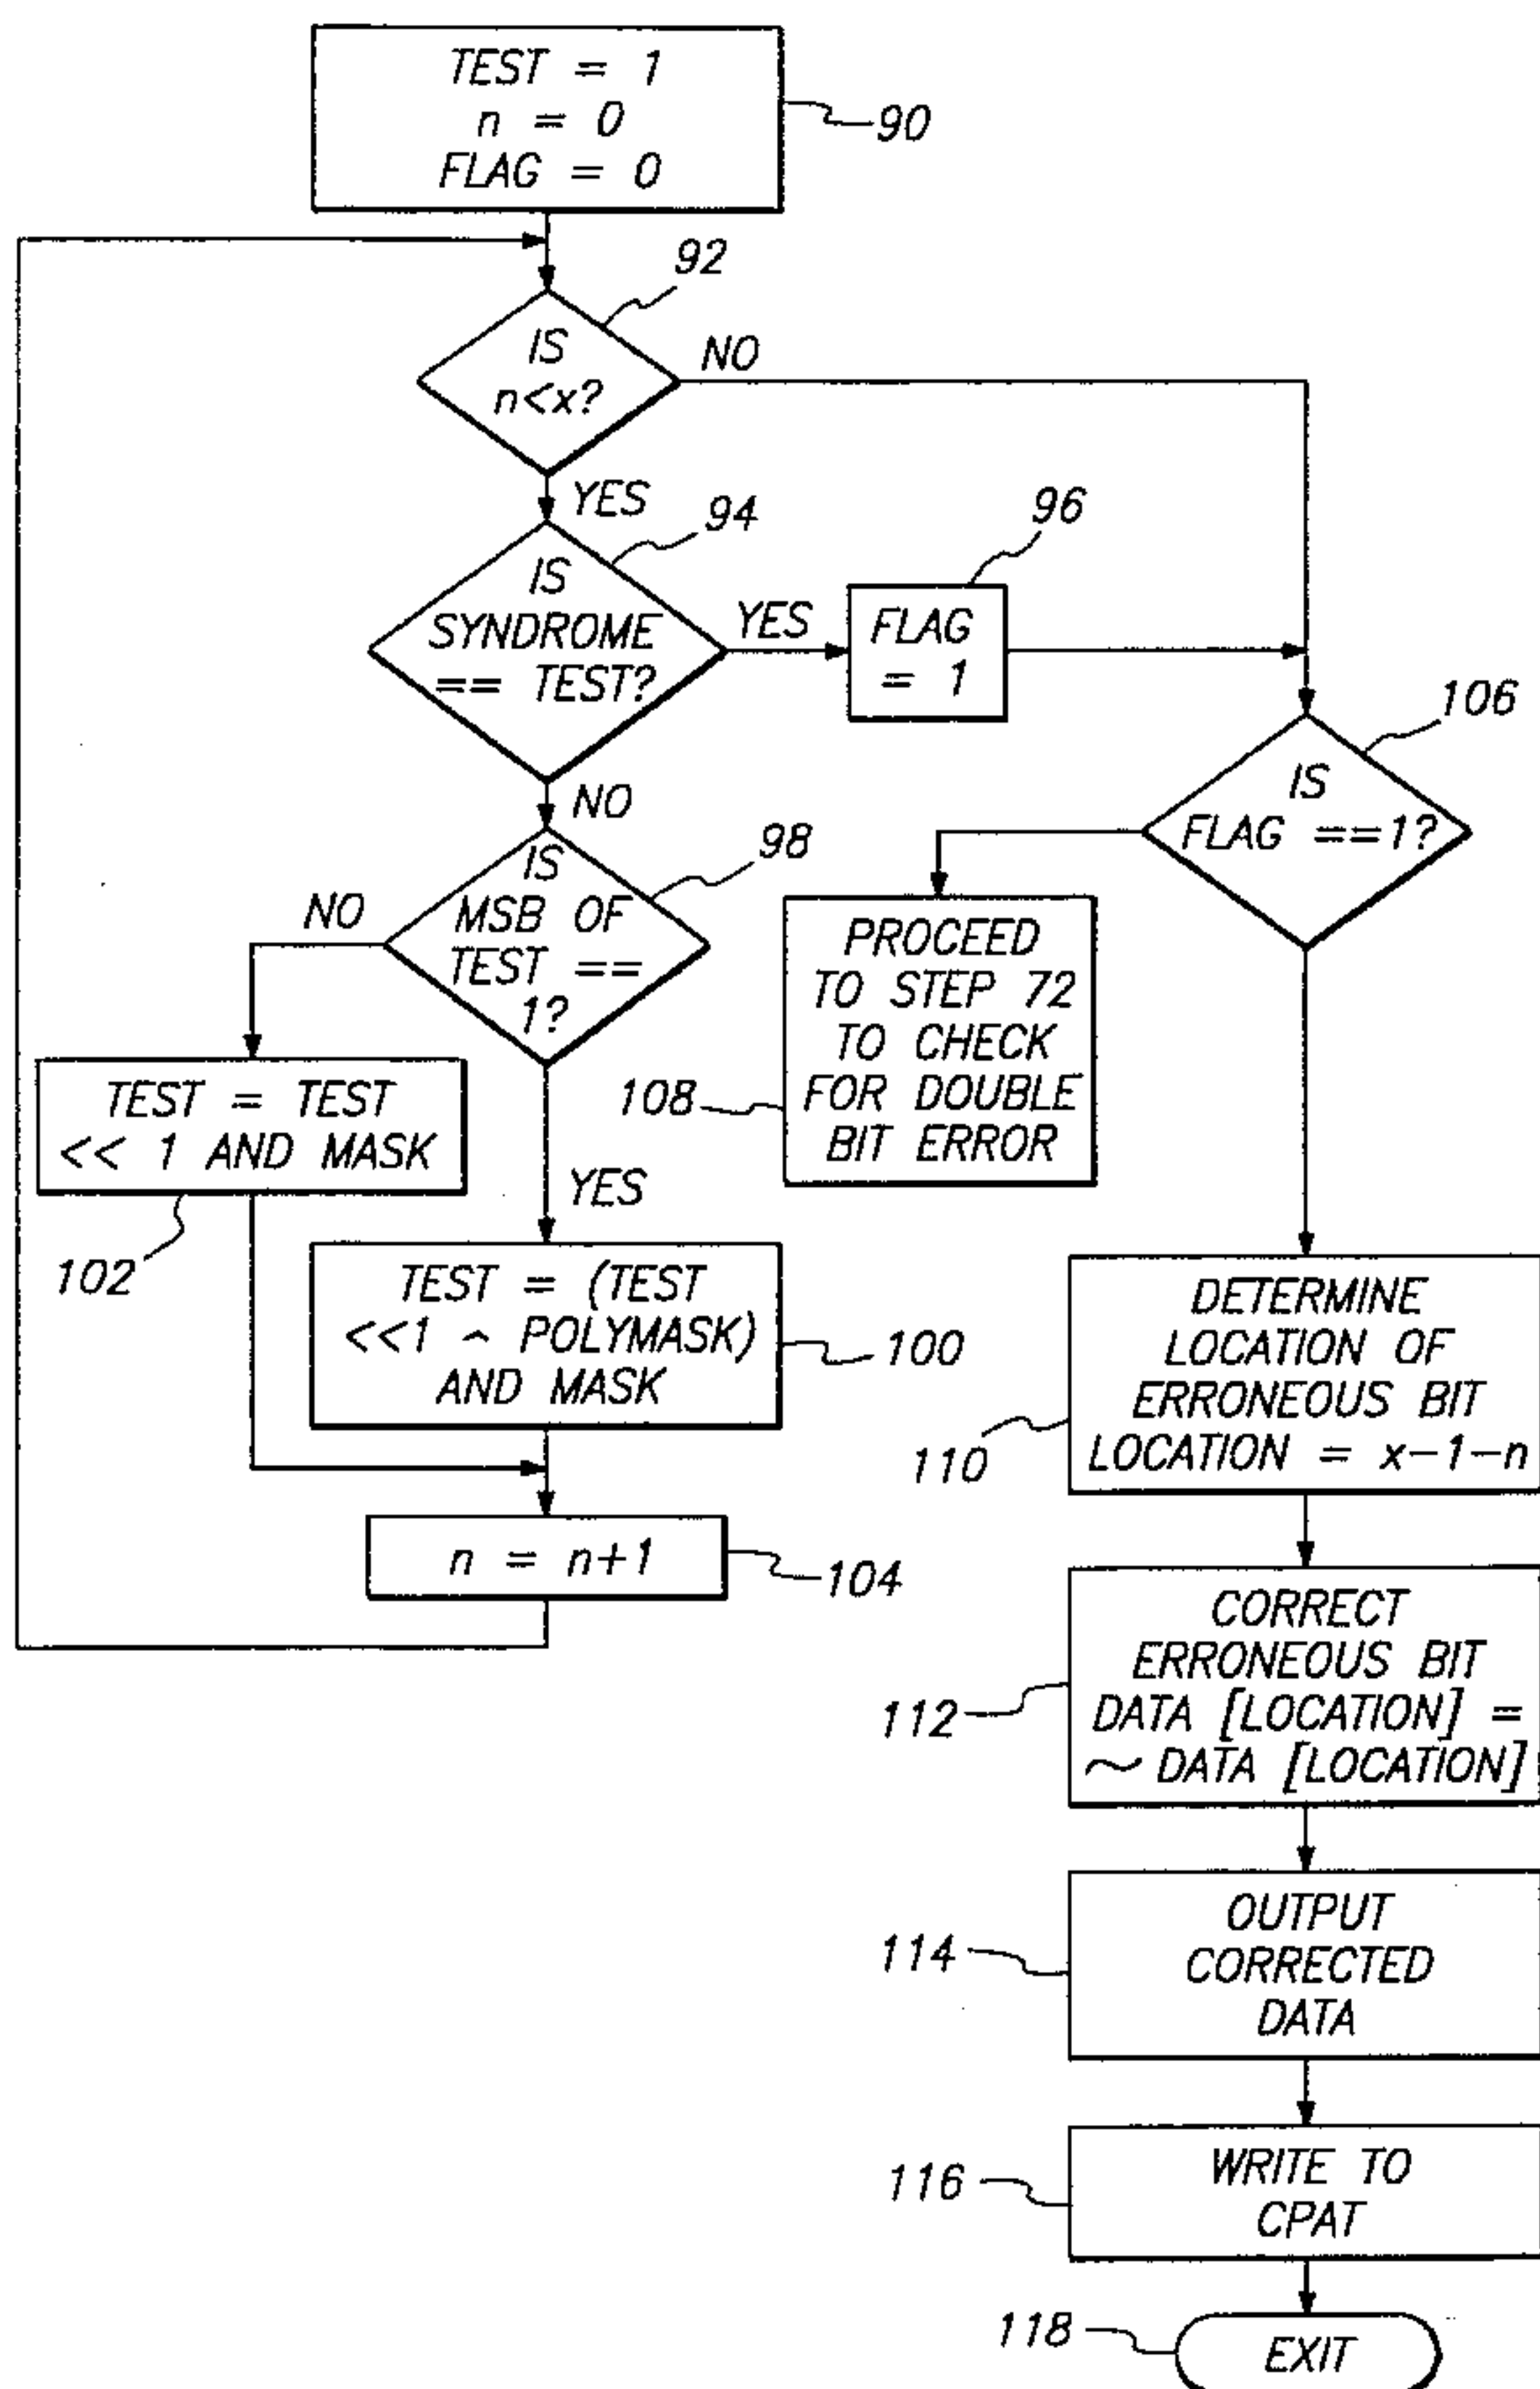 TEST = 1
n = 0
FLAG = 0
90
92
IS
n<x?
NO
YES
94
IS
SYNDROME
== TEST?
YES
96
FLAG
= 1
NO
106
IS
FLAG ==1?
98
IS
MSB OF
TEST ==
1?
NO
PROCEED
TO STEP 72
TO CHECK
FOR DOUBLE
BIT ERROR
108
TEST = TEST
<< 1 AND MASK
102
YES
TEST = (TEST
<<1 ^ POLYMASK)
AND MASK
100
DETERMINE
LOCATION OF
ERRONEOUS BIT
LOCATION = x-1-n
110
n = n+1
104
CORRECT
ERRONEOUS BIT
DATA [LOCATION] =
~ DATA [LOCATION]
112
OUTPUT
CORRECTED
DATA
114
WRITE TO
CPAT
116
EXIT
118